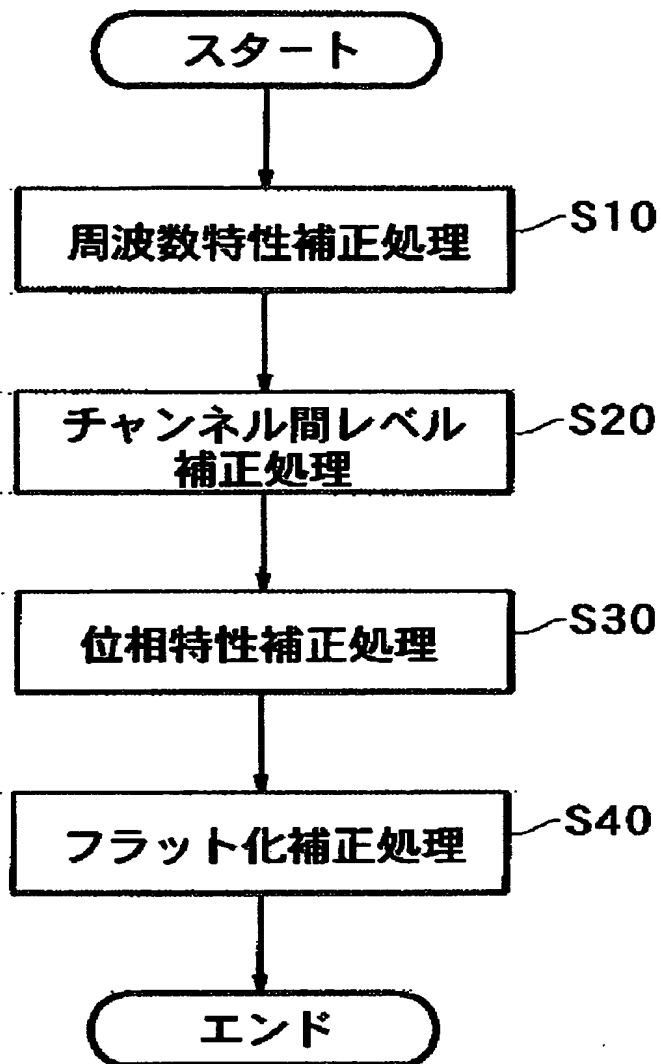 スタート
周波数特性補正処理
S10
チャンネル間レベル
補正処理
S20
位相特性補正処理
S30
フラット化補正処理
S40
エンド